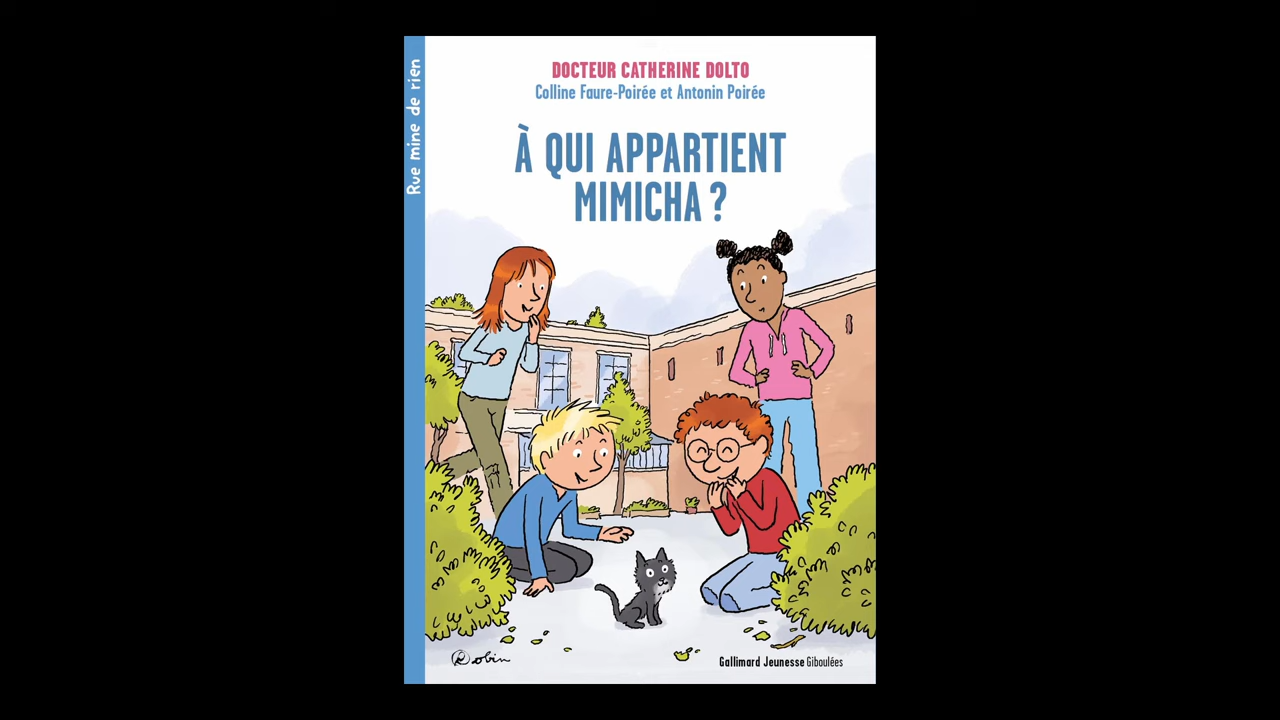 Rue mine de rien
DOCTEUR CATHERINE DOLTO
Colline Faure-Poirée et Antonin Poirée
À QUI APPARTIENT
MIMICHA ?
Robin
Gallimard Jeunesse Giboulées